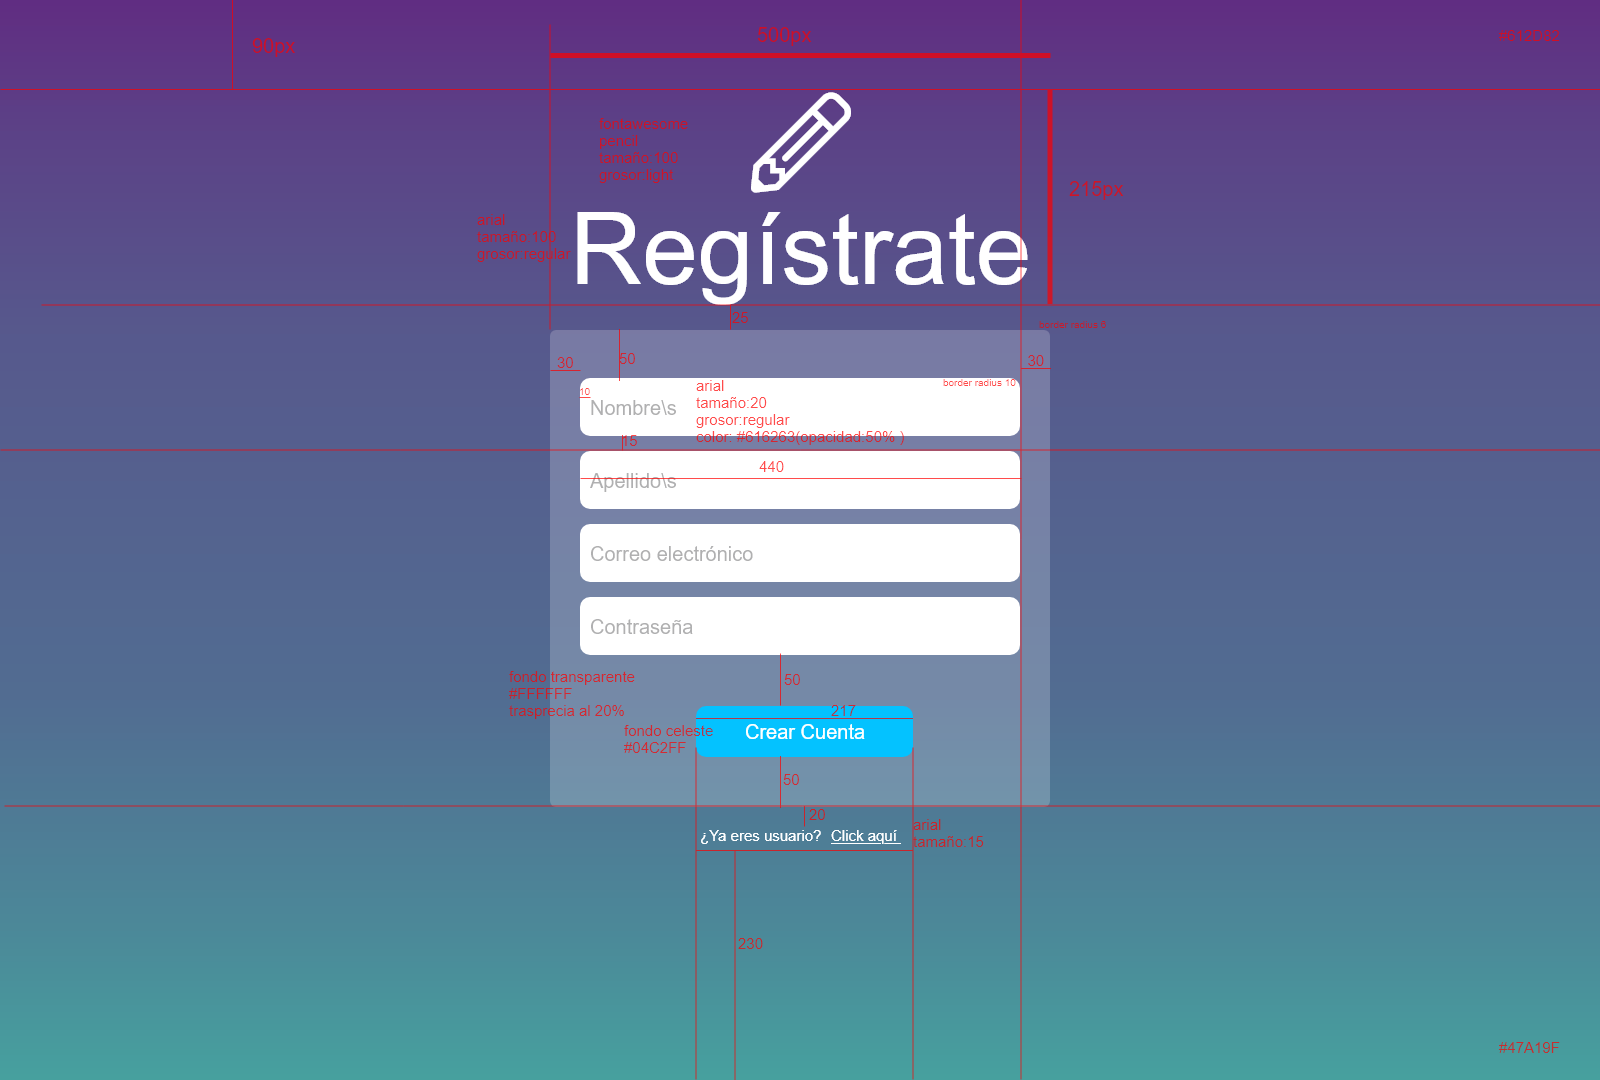 90px
500px
#612D82
fontawesome
pencil
tamaño:100
grosor:light
215px
arial
tamaño:100
grosor:regular
Regístrate
25
border radius 6
30
50
30
10
border radius 10
Nombre\s
arial
tamaño:20
grosor:regular
color: #616263(opacidad:50% )
15
440
Apellido\s
Correo electrónico
Contraseña
50
fondo transparente
#FFFFFF
trasprecia al 20%
217
fondo celeste
#04C2FF
Crear Cuenta
50
20
¿Ya eres usuario? Click aquí
arial
tamaño:15
230
#47A19F